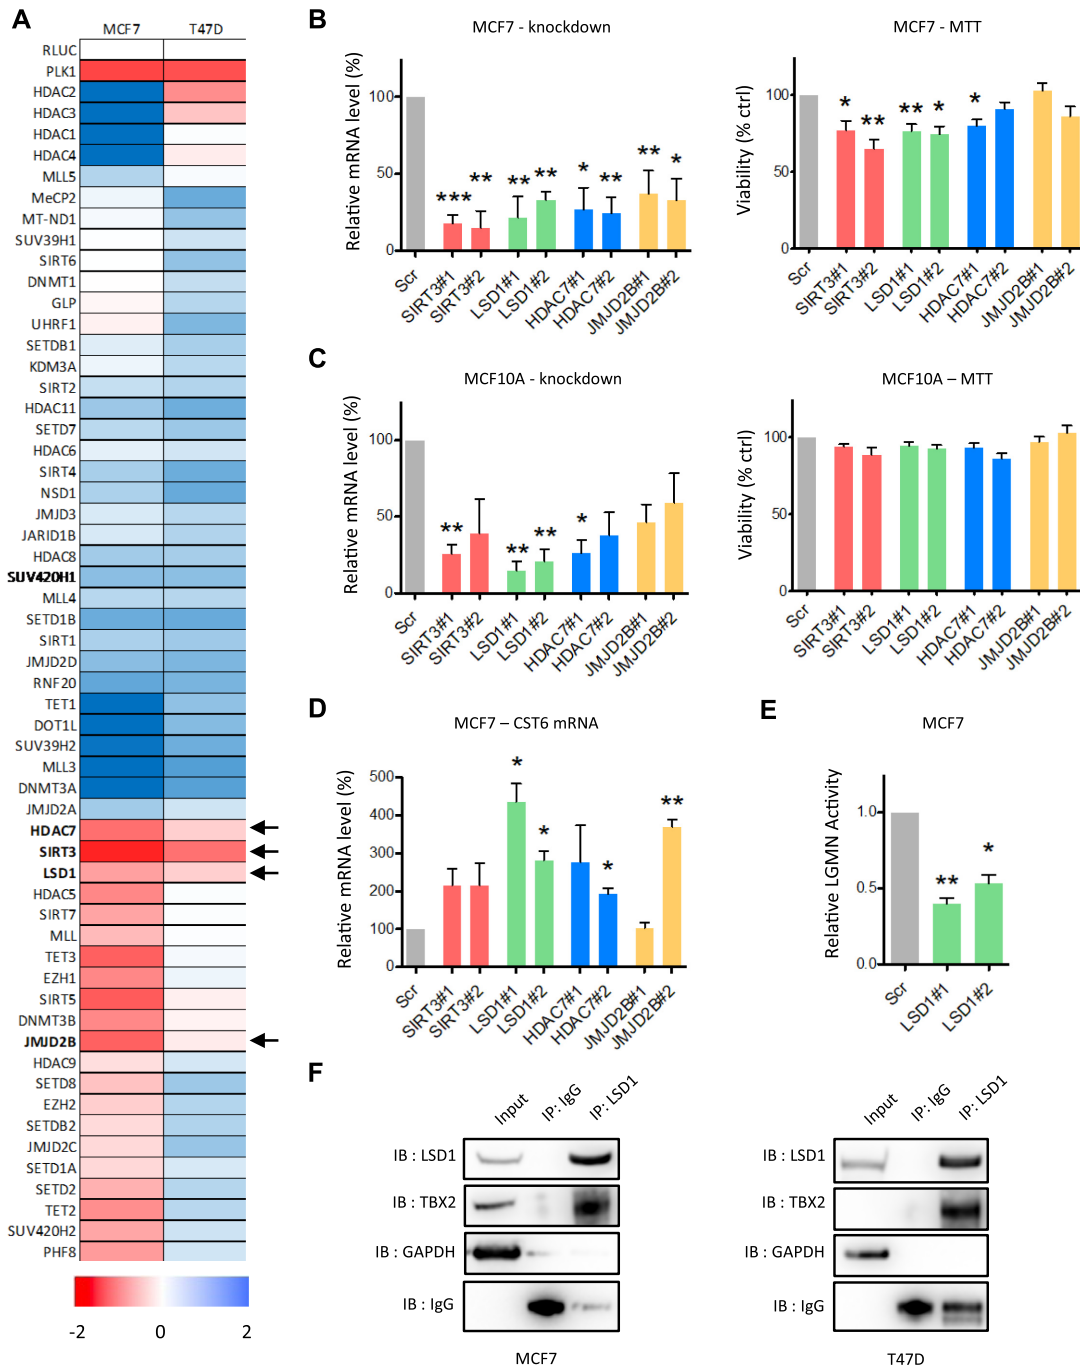 A
MCF7 T47D
RLUC
PLK1
HDAC2
HDAC3
HDAC1
HDAC4
MLL5
MeCP2
MT-ND1
SUV39H1
SIRT6
DNMT1
GLP
UHRF1
SETDB1
KDM3A
SIRT2
HDAC11
SETD7
HDAC6
SIRT4
NSD1
JMJD3
JARID1B
HDAC8
SUV420H1
MLL4
SETD1B
SIRT1
JMJD2D
RNF20
TET1
DOT1L
SUV39H2
MLL3
DNMT3A
JMJD2A
HDAC7
SIRT3
LSD1
HDAC5
SIRT7
MLL
TET3
EZH1
SIRT5
DNMT3B
JMJD2B
HDAC9
SETD8
EZH2
SETDB2
JMJD2C
SETD1A
SETD2
TET2
SUV420H2
PHF8
-2 0 2
B
MCF7 - knockdown
Relative mRNA level (%)
100
50
0
*** ** ** ** * ** ** *
Scr SIRT3#1 SIRT3#2 LSD1#1 LSD1#2 HDAC7#1 HDAC7#2 JMJD2B#1 JMJD2B#2
MCF7 - MTT
Viability (% ctrl)
100
50
0
* ** ** * *
Scr SIRT3#1 SIRT3#2 LSD1#1 LSD1#2 HDAC7#1 HDAC7#2 JMJD2B#1 JMJD2B#2
C
MCF10A - knockdown
Relative mRNA level (%)
100
50
0
** ** ** *
Scr SIRT3#1 SIRT3#2 LSD1#1 LSD1#2 HDAC7#1 HDAC7#2 JMJD2B#1 JMJD2B#2
MCF10A – MTT
Viability (% ctrl)
100
50
0
Scr SIRT3#1 SIRT3#2 LSD1#1 LSD1#2 HDAC7#1 HDAC7#2 JMJD2B#1 JMJD2B#2
D
MCF7 – CST6 mRNA
Relative mRNA level (%)
500
400
300
200
100
0
* * * **
Scr SIRT3#1 SIRT3#2 LSD1#1 LSD1#2 HDAC7#1 HDAC7#2 JMJD2B#1 JMJD2B#2
E
MCF7
Relative LGMN Activity
1.0
0.5
0.0
** *
Scr LSD1#1 LSD1#2
F
Input IP: IgG IP: LSD1
IB : LSD1
IB : TBX2
IB : GAPDH
IB : IgG
MCF7
Input IP: IgG IP: LSD1
IB : LSD1
IB : TBX2
IB : GAPDH
IB : IgG
T47D